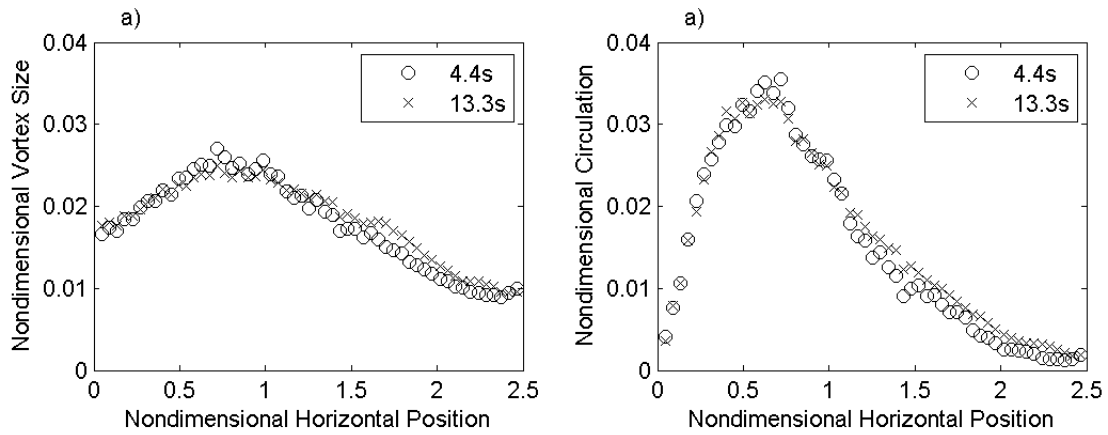 a)
0.04
0.03
0.02
0.01
0
Nondimensional Vortex Size
4.4s
13.3s
0 0.5 1 1.5 2 2.5
Nondimensional Horizontal Position
a)
0.04
0.03
0.02
0.01
0
Nondimensional Circulation
4.4s
13.3s
0 0.5 1 1.5 2 2.5
Nondimensional Horizontal Position